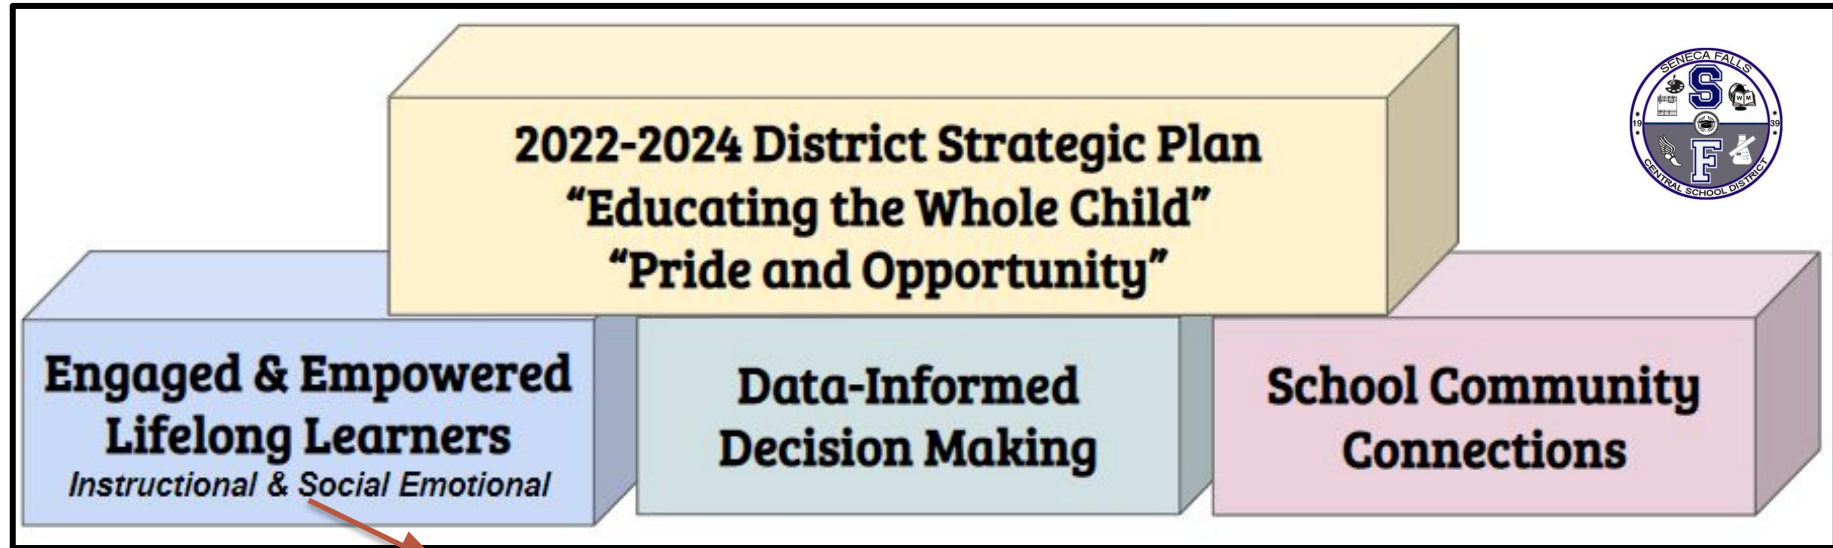 2022-2024 District Strategic Plan
“Educating the Whole Child”
“Pride and Opportunity”
SENECA FALLS
S
W M
19
39
F
CENTRAL SCHOOL DISTRICT
Engaged & Empowered
Lifelong Learners
Instructional & Social Emotional
Data-Informed
Decision Making
School Community
Connections